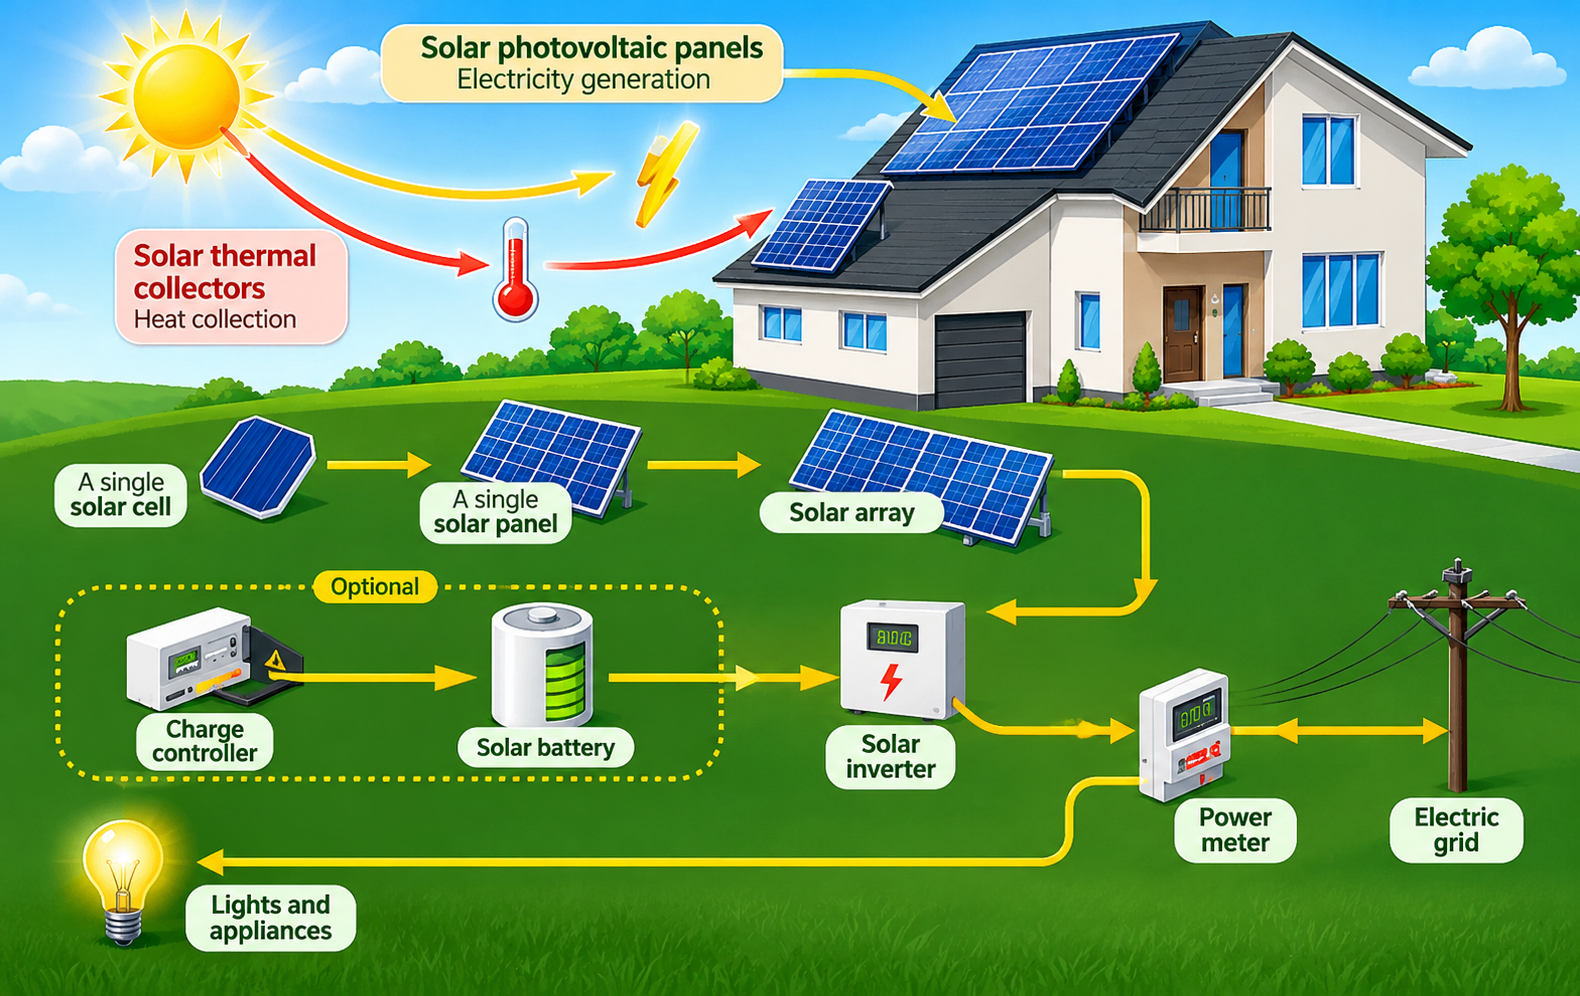 Solar photovoltaic panels
Electricity generation
Solar thermal
collectors
Heat collection
A single
solar cell
A single
solar panel
Solar array
Optional
Charge
controller
Solar battery
Solar
inverter
Power
meter
Electric
grid
Lights and
appliances